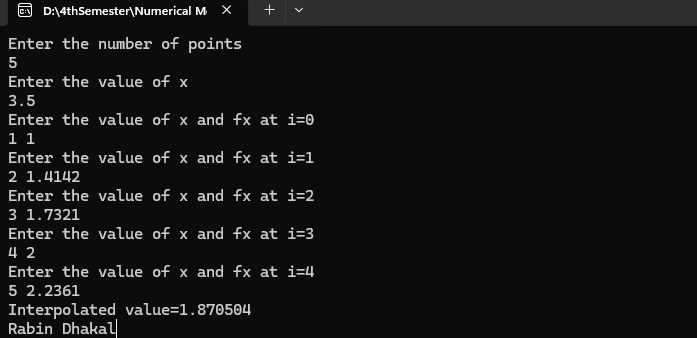 D:\4thSemester\Numerical M
Enter the number of points
5
Enter the value of x
3.5
Enter the value of x and fx at i=0
1 1
Enter the value of x and fx at i=1
2 1.4142
Enter the value of x and fx at i=2
3 1.7321
Enter the value of x and fx at i=3
4 2
Enter the value of x and fx at i=4
5 2.2361
Interpolated value=1.870504
Rabin Dhakal